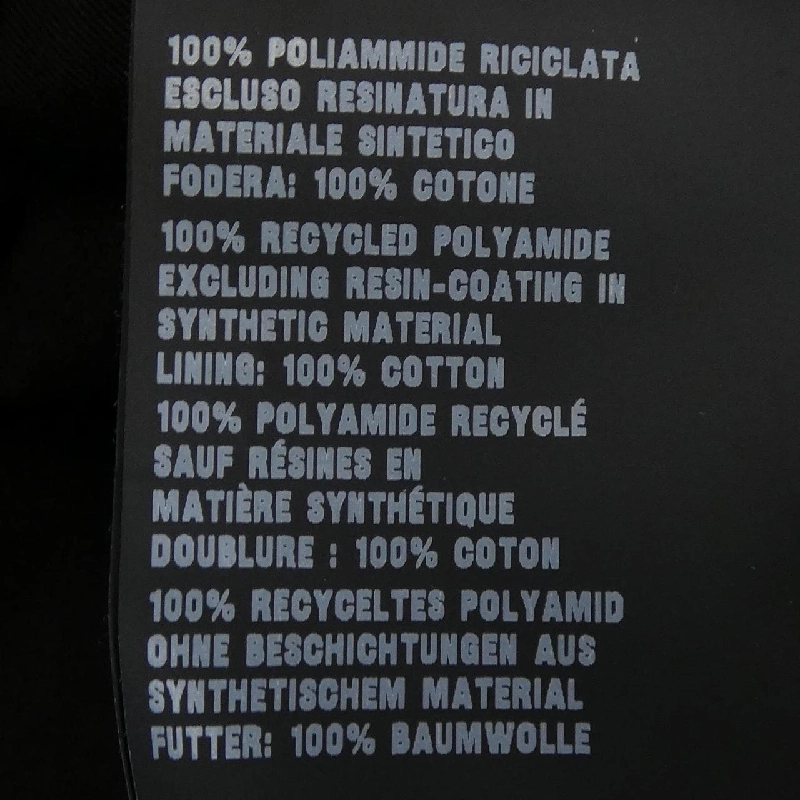 100% POLIAMMIDE RICICLATA
ESCLUSO RESINATURA IN
MATERIALE SINTETICO
FODERA: 100% COTONE
100% RECYCLED POLYAMIDE
EXCLUDING RESIN-COATING IN
SYNTHETIC MATERIAL
LINING: 100% COTTON
100% POLYAMIDE RECYCLÉ
SAUF RÉSINES EN
MATIÈRE SYNTHÉTIQUE
DOUBLURE : 100% COTON
100% RECYCELTES POLYAMID
OHNE BESCHICHTUNGEN AUS
SYNTHETISCHEM MATERIAL
FUTTER: 100% BAUMWOLLE